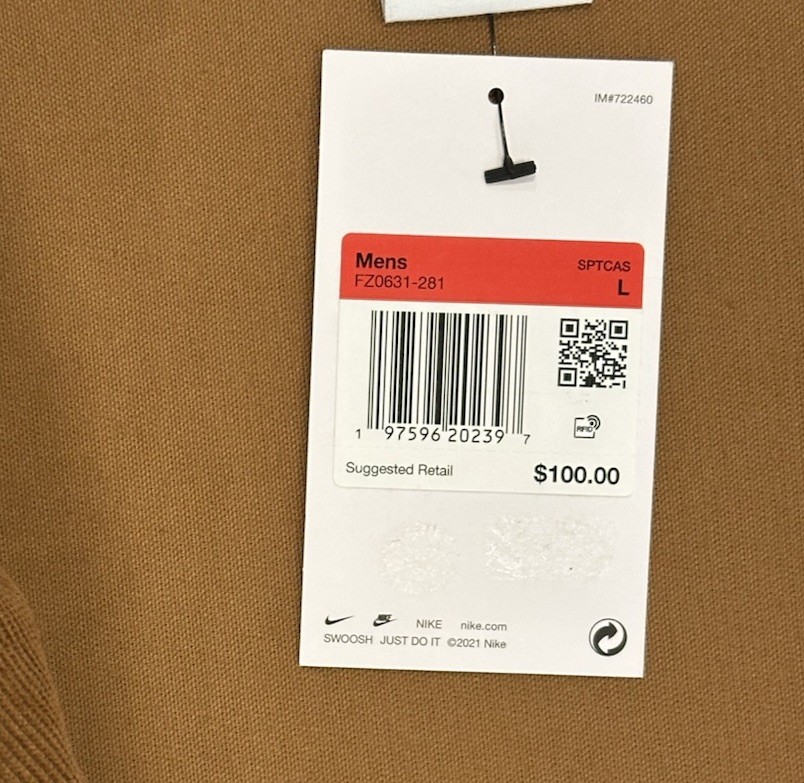 IM#722460
Mens SPTCAS
FZ0631-281 L
1 97596 20239 7
RFID
Suggested Retail $100.00
NIKE nike.com
SWOOSH JUST DO IT ©2021 Nike